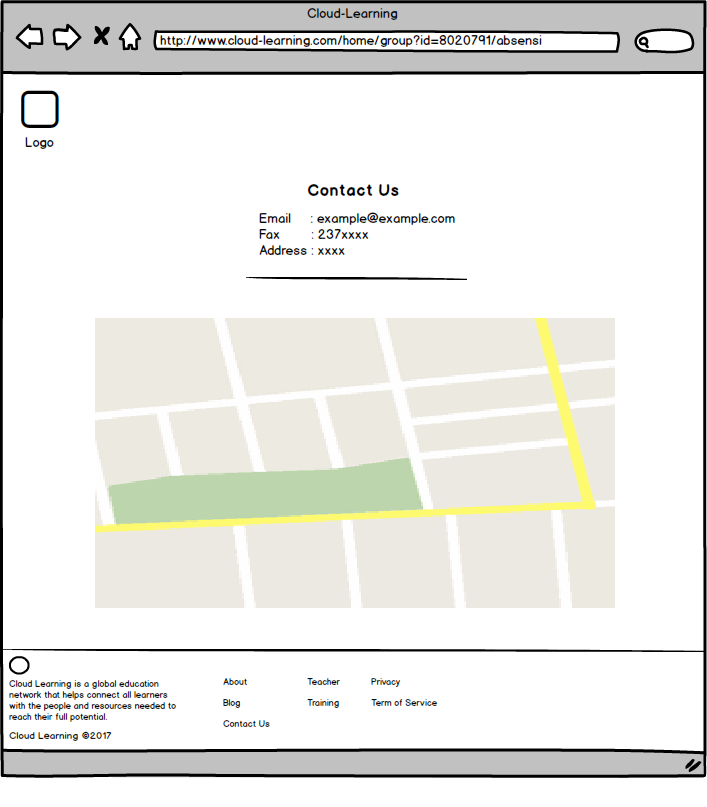 Cloud-Learning
http://www.cloud-learning.com/home/group?id=8020791/absensi
Logo
Contact Us
Email : example@example.com
Fax : 237xxxx
Address : xxxx
Cloud Learning is a global education
network that helps connect all learners
with the people and resources needed to
reach their full potential.
Cloud Learning ©2017
About
Blog
Contact Us
Teacher
Training
Privacy
Term of Service